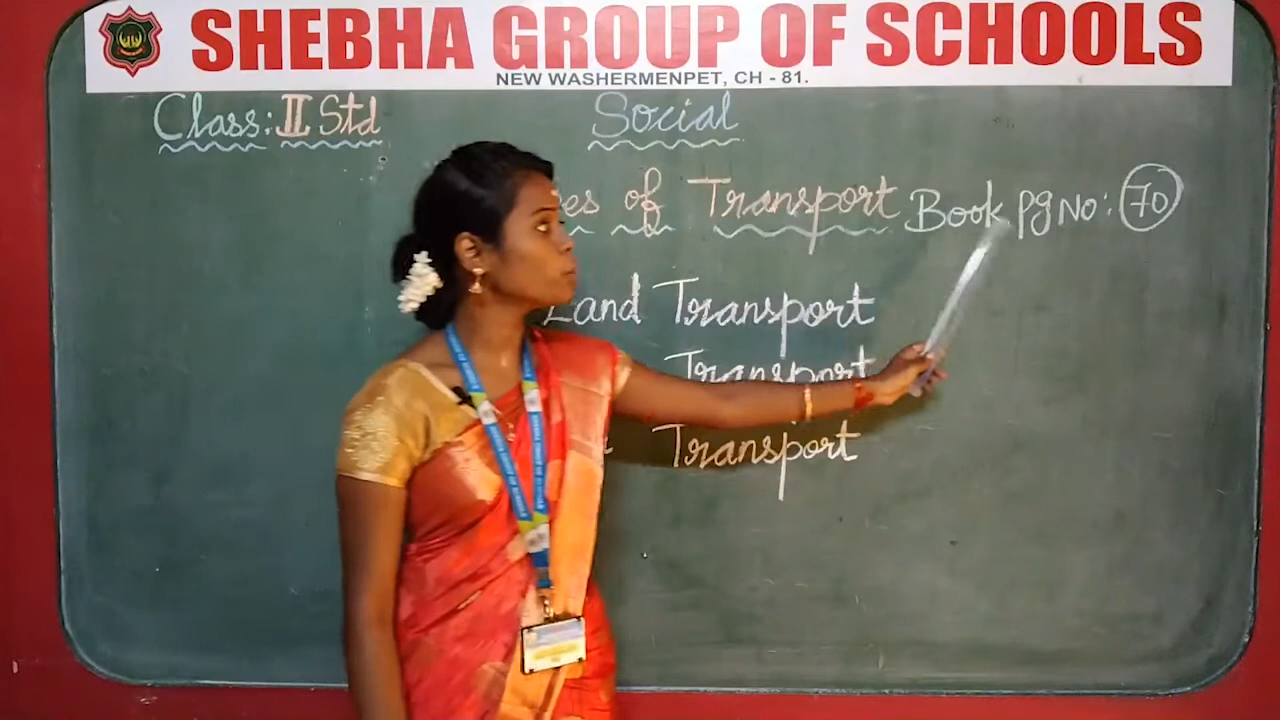 SHEBHA GROUP OF SCHOOLS
NEW WASHERMENPET, CH - 81.
Class: II Std
Social
of Transport Book Pg No: 70
Land Transport
Transport
Transport